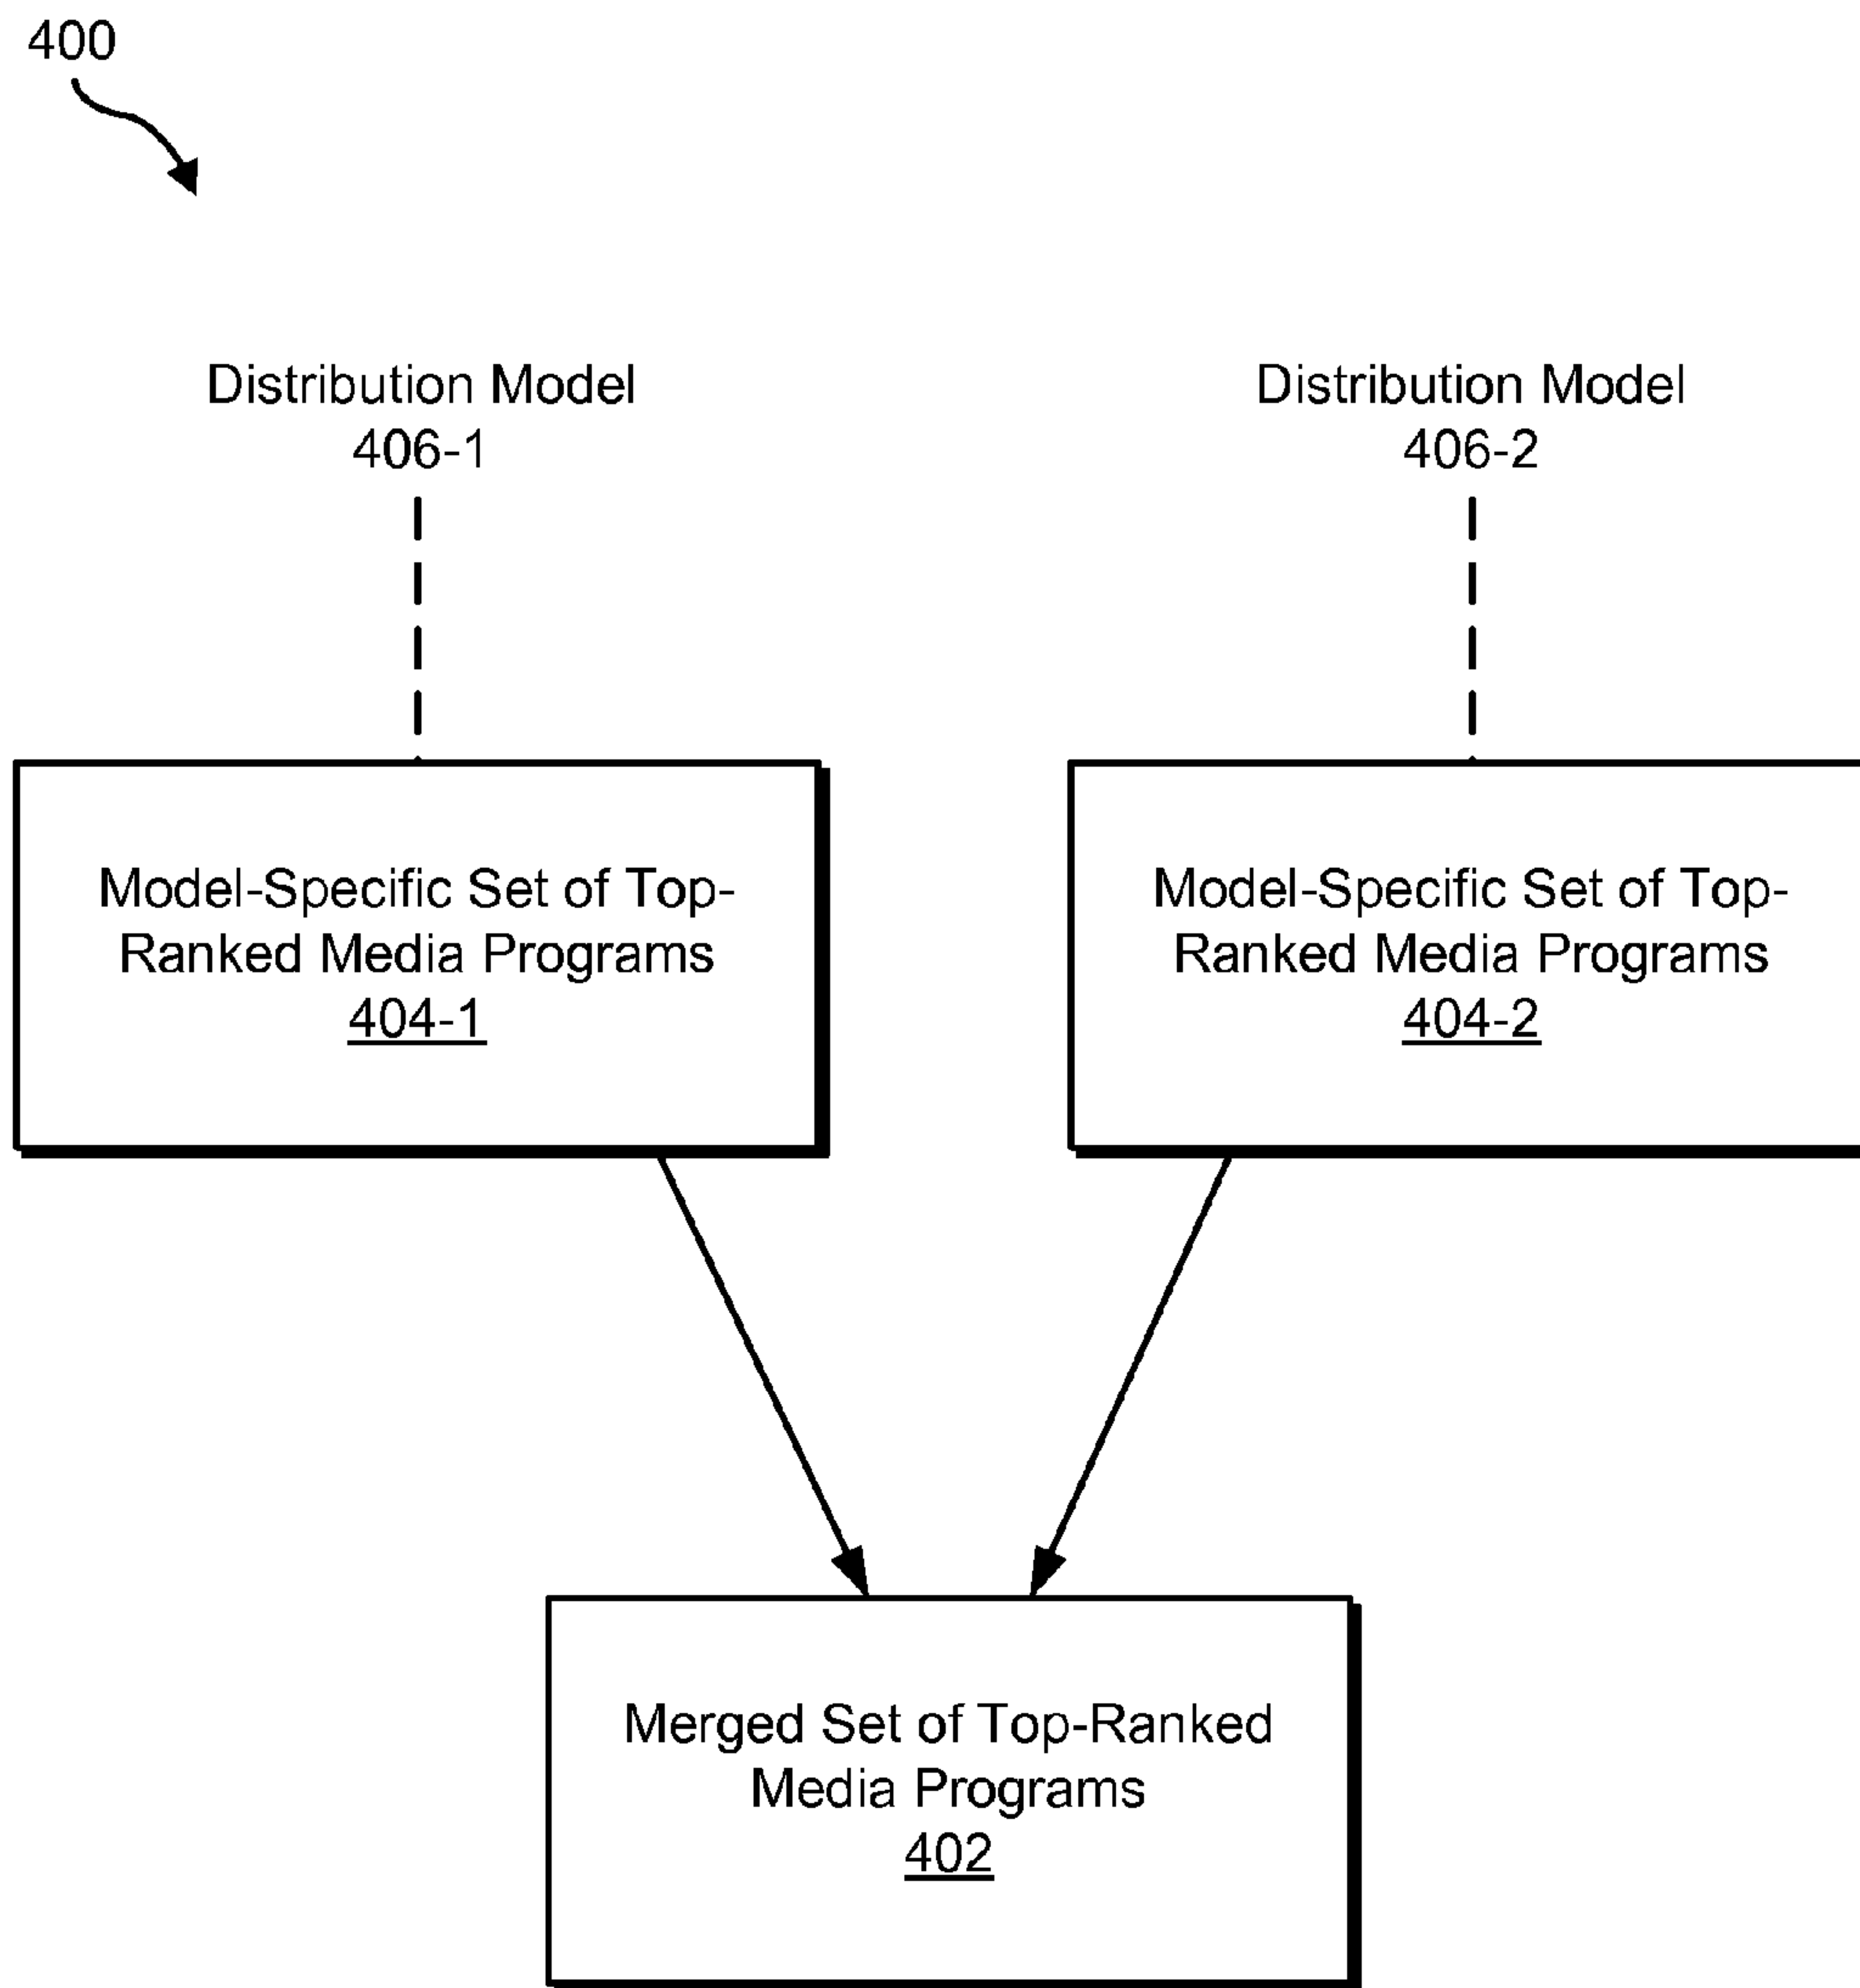 400
Distribution Model
406-1
Distribution Model
406-2
Model-Specific Set of Top-
Ranked Media Programs
404-1
Model-Specific Set of Top-
Ranked Media Programs
404-2
Merged Set of Top-Ranked
Media Programs
402